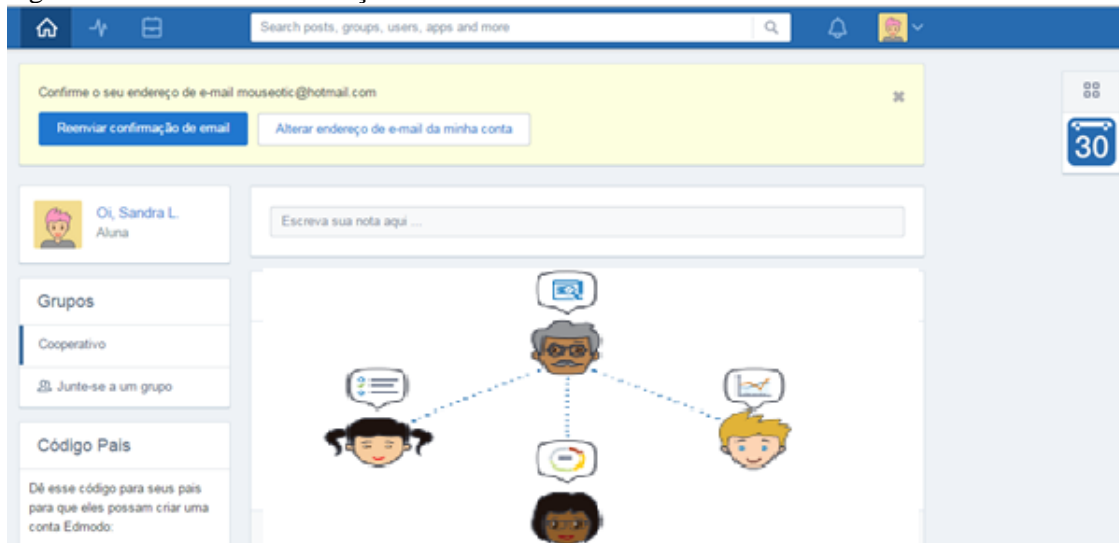 Search posts, groups, users, apps and more
Confirme o seu endereço de e-mail mouseotic@hotmail.com
Reenviar confirmação de email
Alterar endereço de e-mail da minha conta
30
Oi, Sandra L.
Aluna
Escreva sua nota aqui ...
Grupos
Cooperativo
Junte-se a um grupo
Código Pais
Dê esse código para seus pais
para que eles possam criar uma
conta Edmodo: